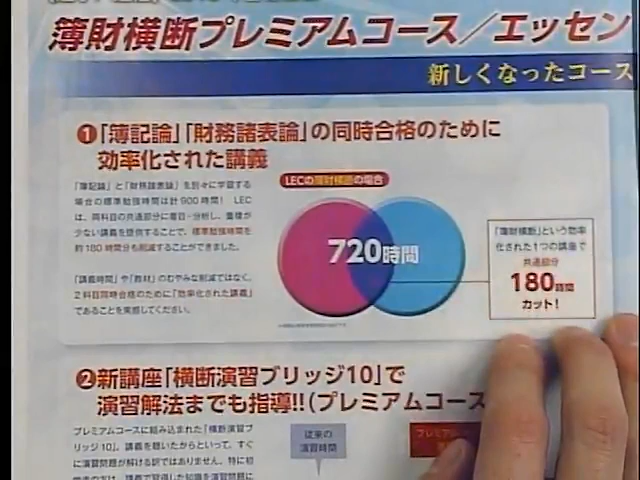 簿財横断プレミアムコース／エッセン
新しくなったコース
❶「簿記論」「財務諸表論」の同時合格のために
効率化された講義
「簿記論」と「財務諸表論」を別々に学習する
場合の標準勉強時間は計900時間！ LEC
は、両科目の共通部分に着目・分析し、重複が
少ない講義を提供することで、標準勉強時間を
約180時間分も削減することができました。
「講義時間」や「教材」のむやみな削減ではなく、
2科目同時合格のために「効率化された講義」
であることを実感してください。
LECの簿財横断の場合
720時間
「簿財横断」という効率
化された1つの講座で
共通部分
180時間
カット！
❷新講座「横断演習ブリッジ10」で
演習解法までも指導!!（プレミアムコース
プレミアムコースに組み込まれた「横断演習ブ
リッジ10」。講義を聴いたからといって、すぐ
に演習問題が解ける訳ではありません。特に初
従来の
演習時間
プレミアム